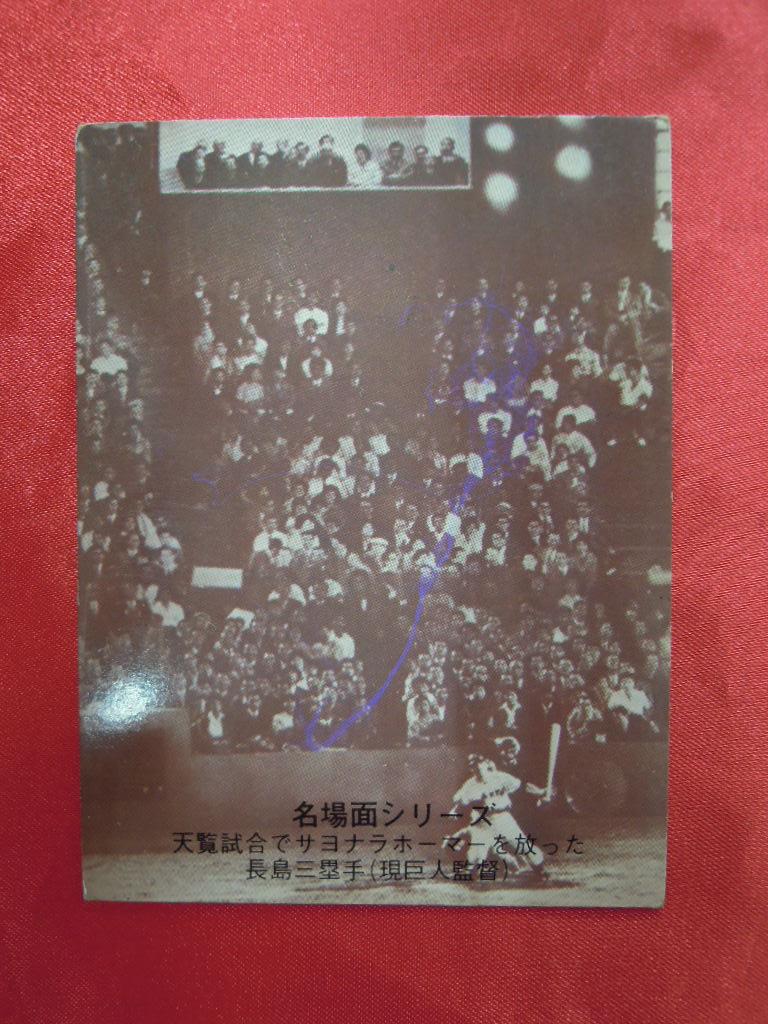 名場面シリーズ
天覧試合でサヨナラホーマーを放った
長島三塁手(現巨人監督)